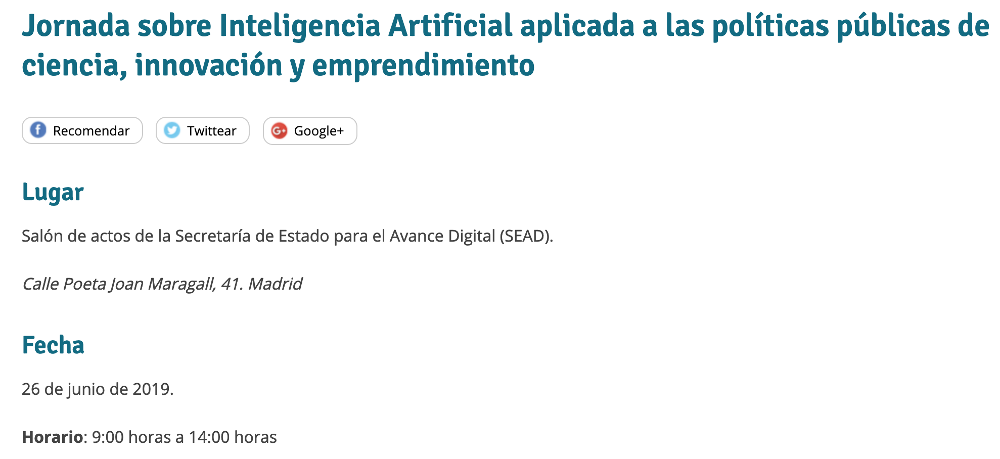 Jornada sobre Inteligencia Artificial aplicada a las políticas públicas de
ciencia, innovación y emprendimiento
Recomendar Twittear Google+
Lugar
Salón de actos de la Secretaría de Estado para el Avance Digital (SEAD).
Calle Poeta Joan Maragall, 41. Madrid
Fecha
26 de junio de 2019.
Horario: 9:00 horas a 14:00 horas